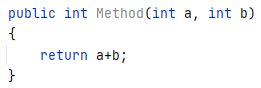 public int Method(int a, int b)
{
    return a+b;
}